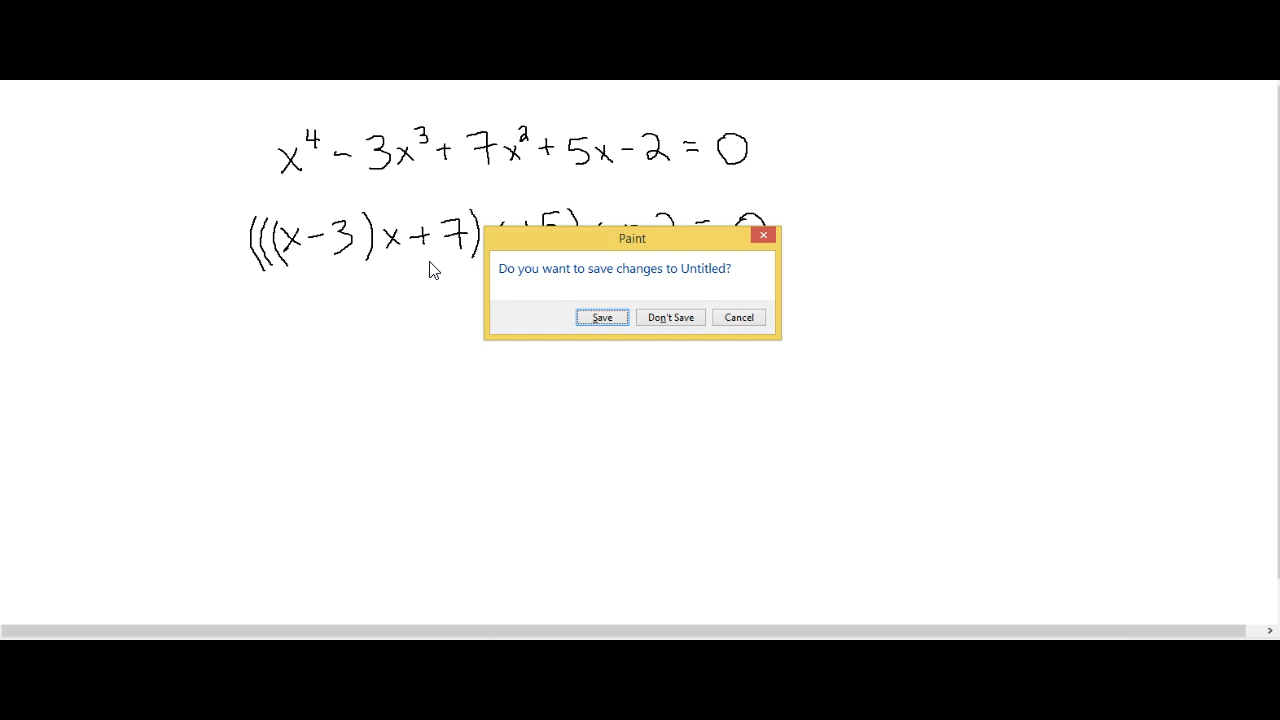 x⁴ - 3x³ + 7x² + 5x - 2 = 0
(((x-3)x+7)
Paint
Do you want to save changes to Untitled?
Save Don't Save Cancel